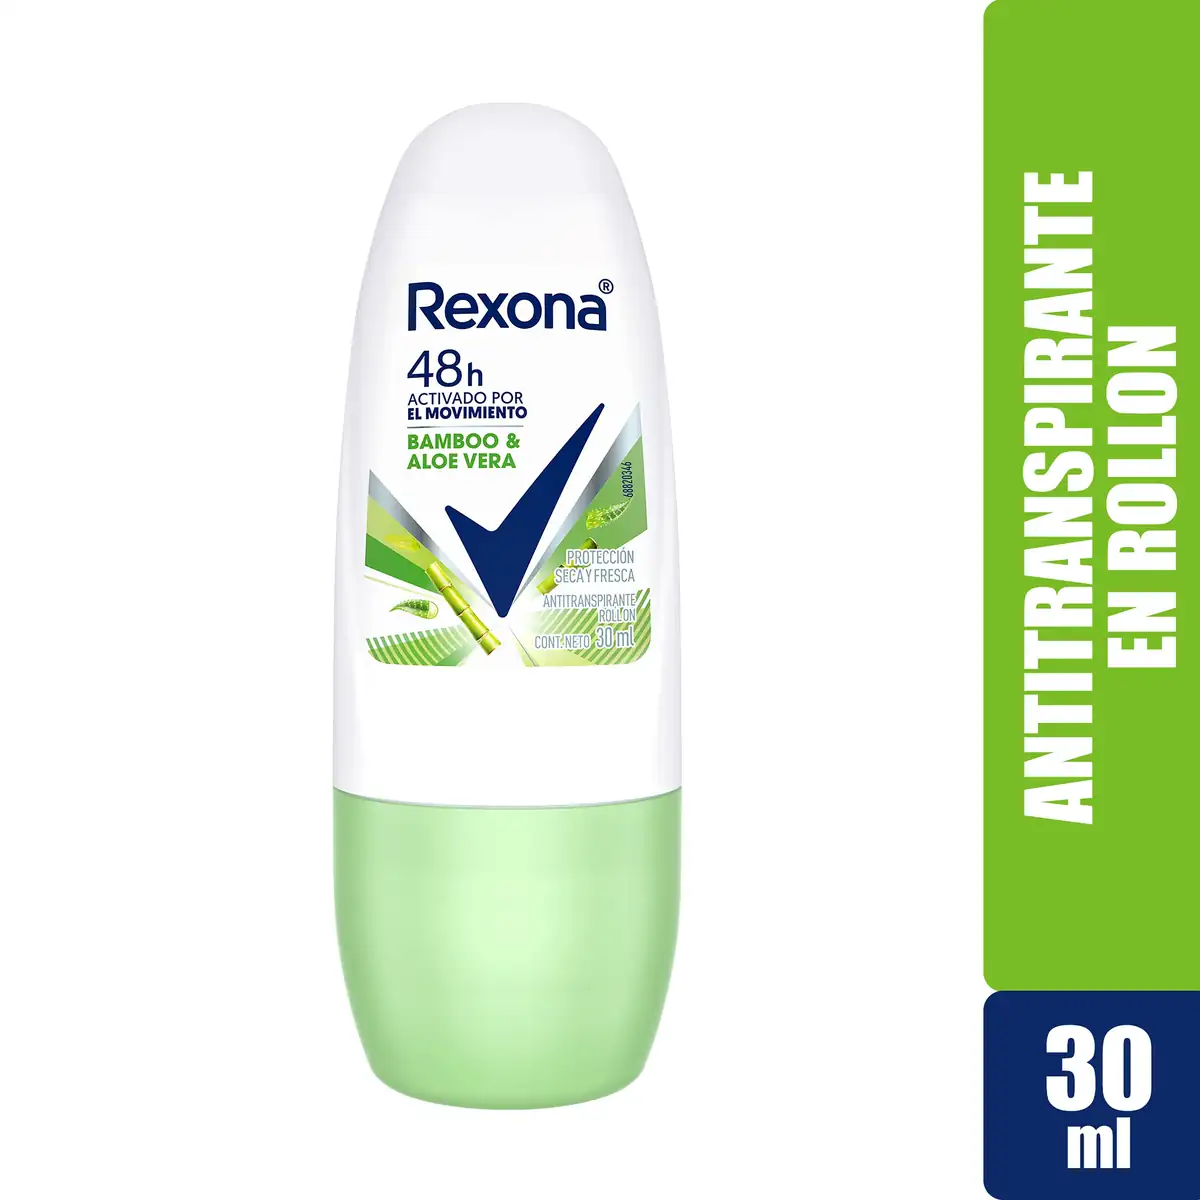 Rexona®
48h
ACTIVADO POR
EL MOVIMIENTO
BAMBOO &
ALOE VERA
68820346
PROTECCIÓN
SECA Y FRESCA
ANTITRANSPIRANTE
ROLL ON
CONT. NETO 30 ml
ANTITRANSPIRANTE
EN ROLLON
30
ml